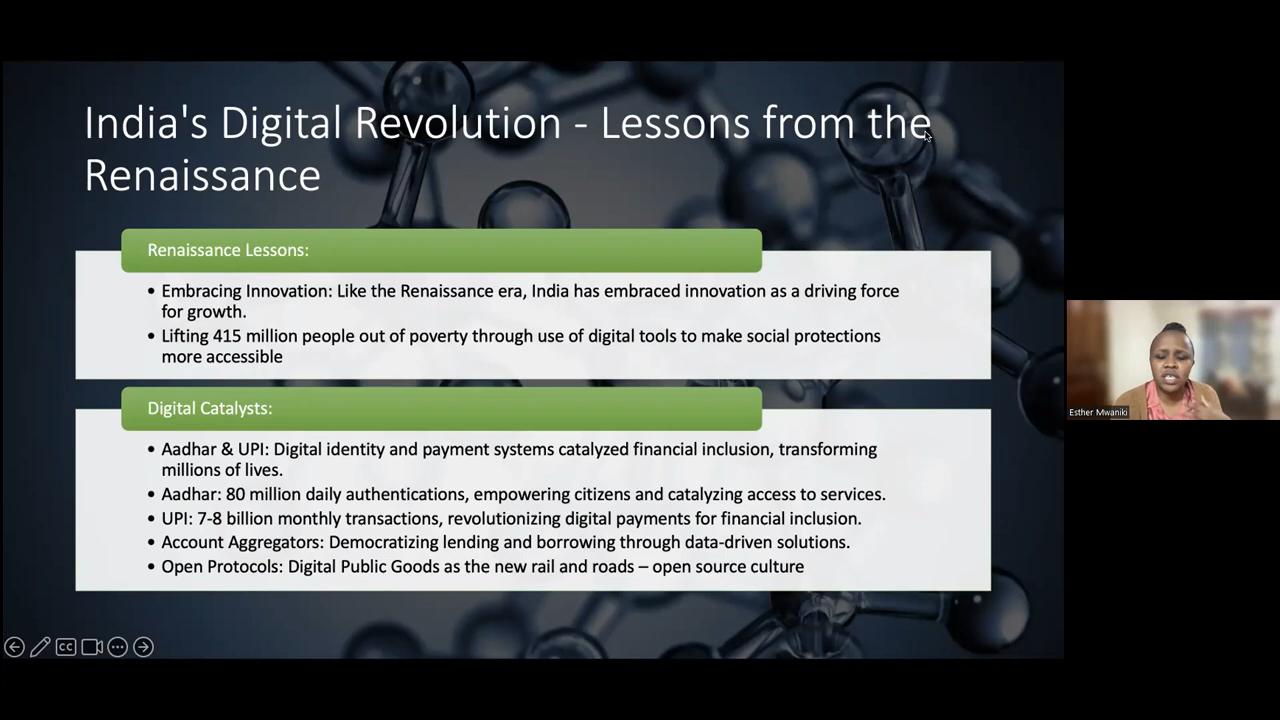 India's Digital Revolution - Lessons from the
Renaissance
Renaissance Lessons:
• Embracing Innovation: Like the Renaissance era, India has embraced innovation as a driving force
for growth.
• Lifting 415 million people out of poverty through use of digital tools to make social protections
more accessible
Digital Catalysts:
• Aadhar & UPI: Digital identity and payment systems catalyzed financial inclusion, transforming
millions of lives.
• Aadhar: 80 million daily authentications, empowering citizens and catalyzing access to services.
• UPI: 7-8 billion monthly transactions, revolutionizing digital payments for financial inclusion.
• Account Aggregators: Democratizing lending and borrowing through data-driven solutions.
• Open Protocols: Digital Public Goods as the new rail and roads – open source culture
Esther Mwaniki
CC